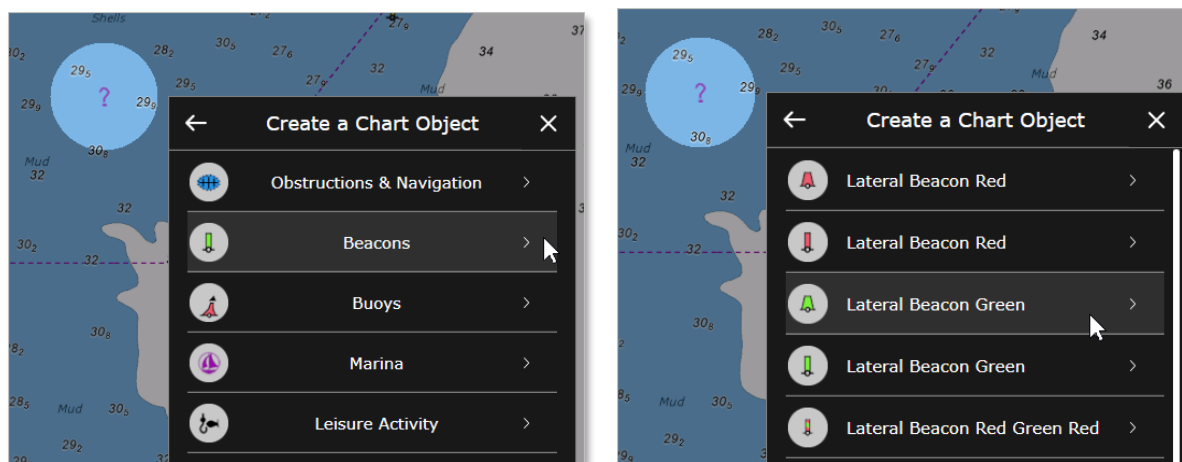 Shells
27₉
37
30₂
28₂
30₅
27₆
34
29₅
32
?
29₉
29₅
27₉
Mud
29₉
30₈
Mud
32
32
30₂
32
30₈
28₅
Mud
30₅
29₂
32
← Create a Chart Object ×
Obstructions & Navigation >
Beacons >
Buoys >
Marina >
Leisure Activity >
28₂
30₅
27₆
34
29₅
27₉
32
?
29₉
29₅
Mud
36
30₈
Mud
32
32
30₂
32
30₈
Mud
30₅
29₂
← Create a Chart Object ×
Lateral Beacon Red >
Lateral Beacon Red >
Lateral Beacon Green >
Lateral Beacon Green >
Lateral Beacon Red Green Red >